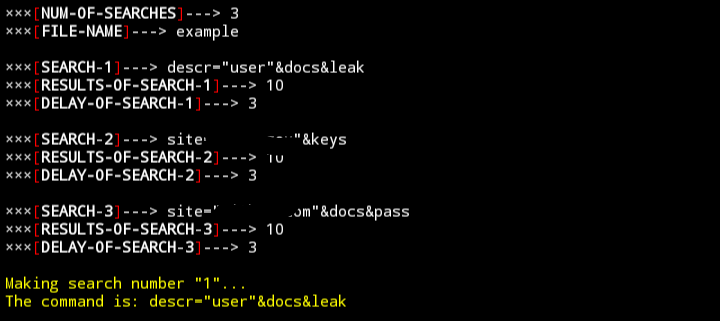 ×××[NUM-OF-SEARCHES]---> 3
×××[FILE-NAME]---> example
×××[SEARCH-1]---> descr="user"&docs&leak
×××[RESULTS-OF-SEARCH-1]---> 10
×××[DELAY-OF-SEARCH-1]---> 3
×××[SEARCH-2]---> site "&keys
×××[RESULTS-OF-SEARCH-2]---> 10
×××[DELAY-OF-SEARCH-2]---> 3
×××[SEARCH-3]---> site=" om"&docs&pass
×××[RESULTS-OF-SEARCH-3]---> 10
×××[DELAY-OF-SEARCH-3]---> 3
Making search number "1"...
The command is: descr="user"&docs&leak